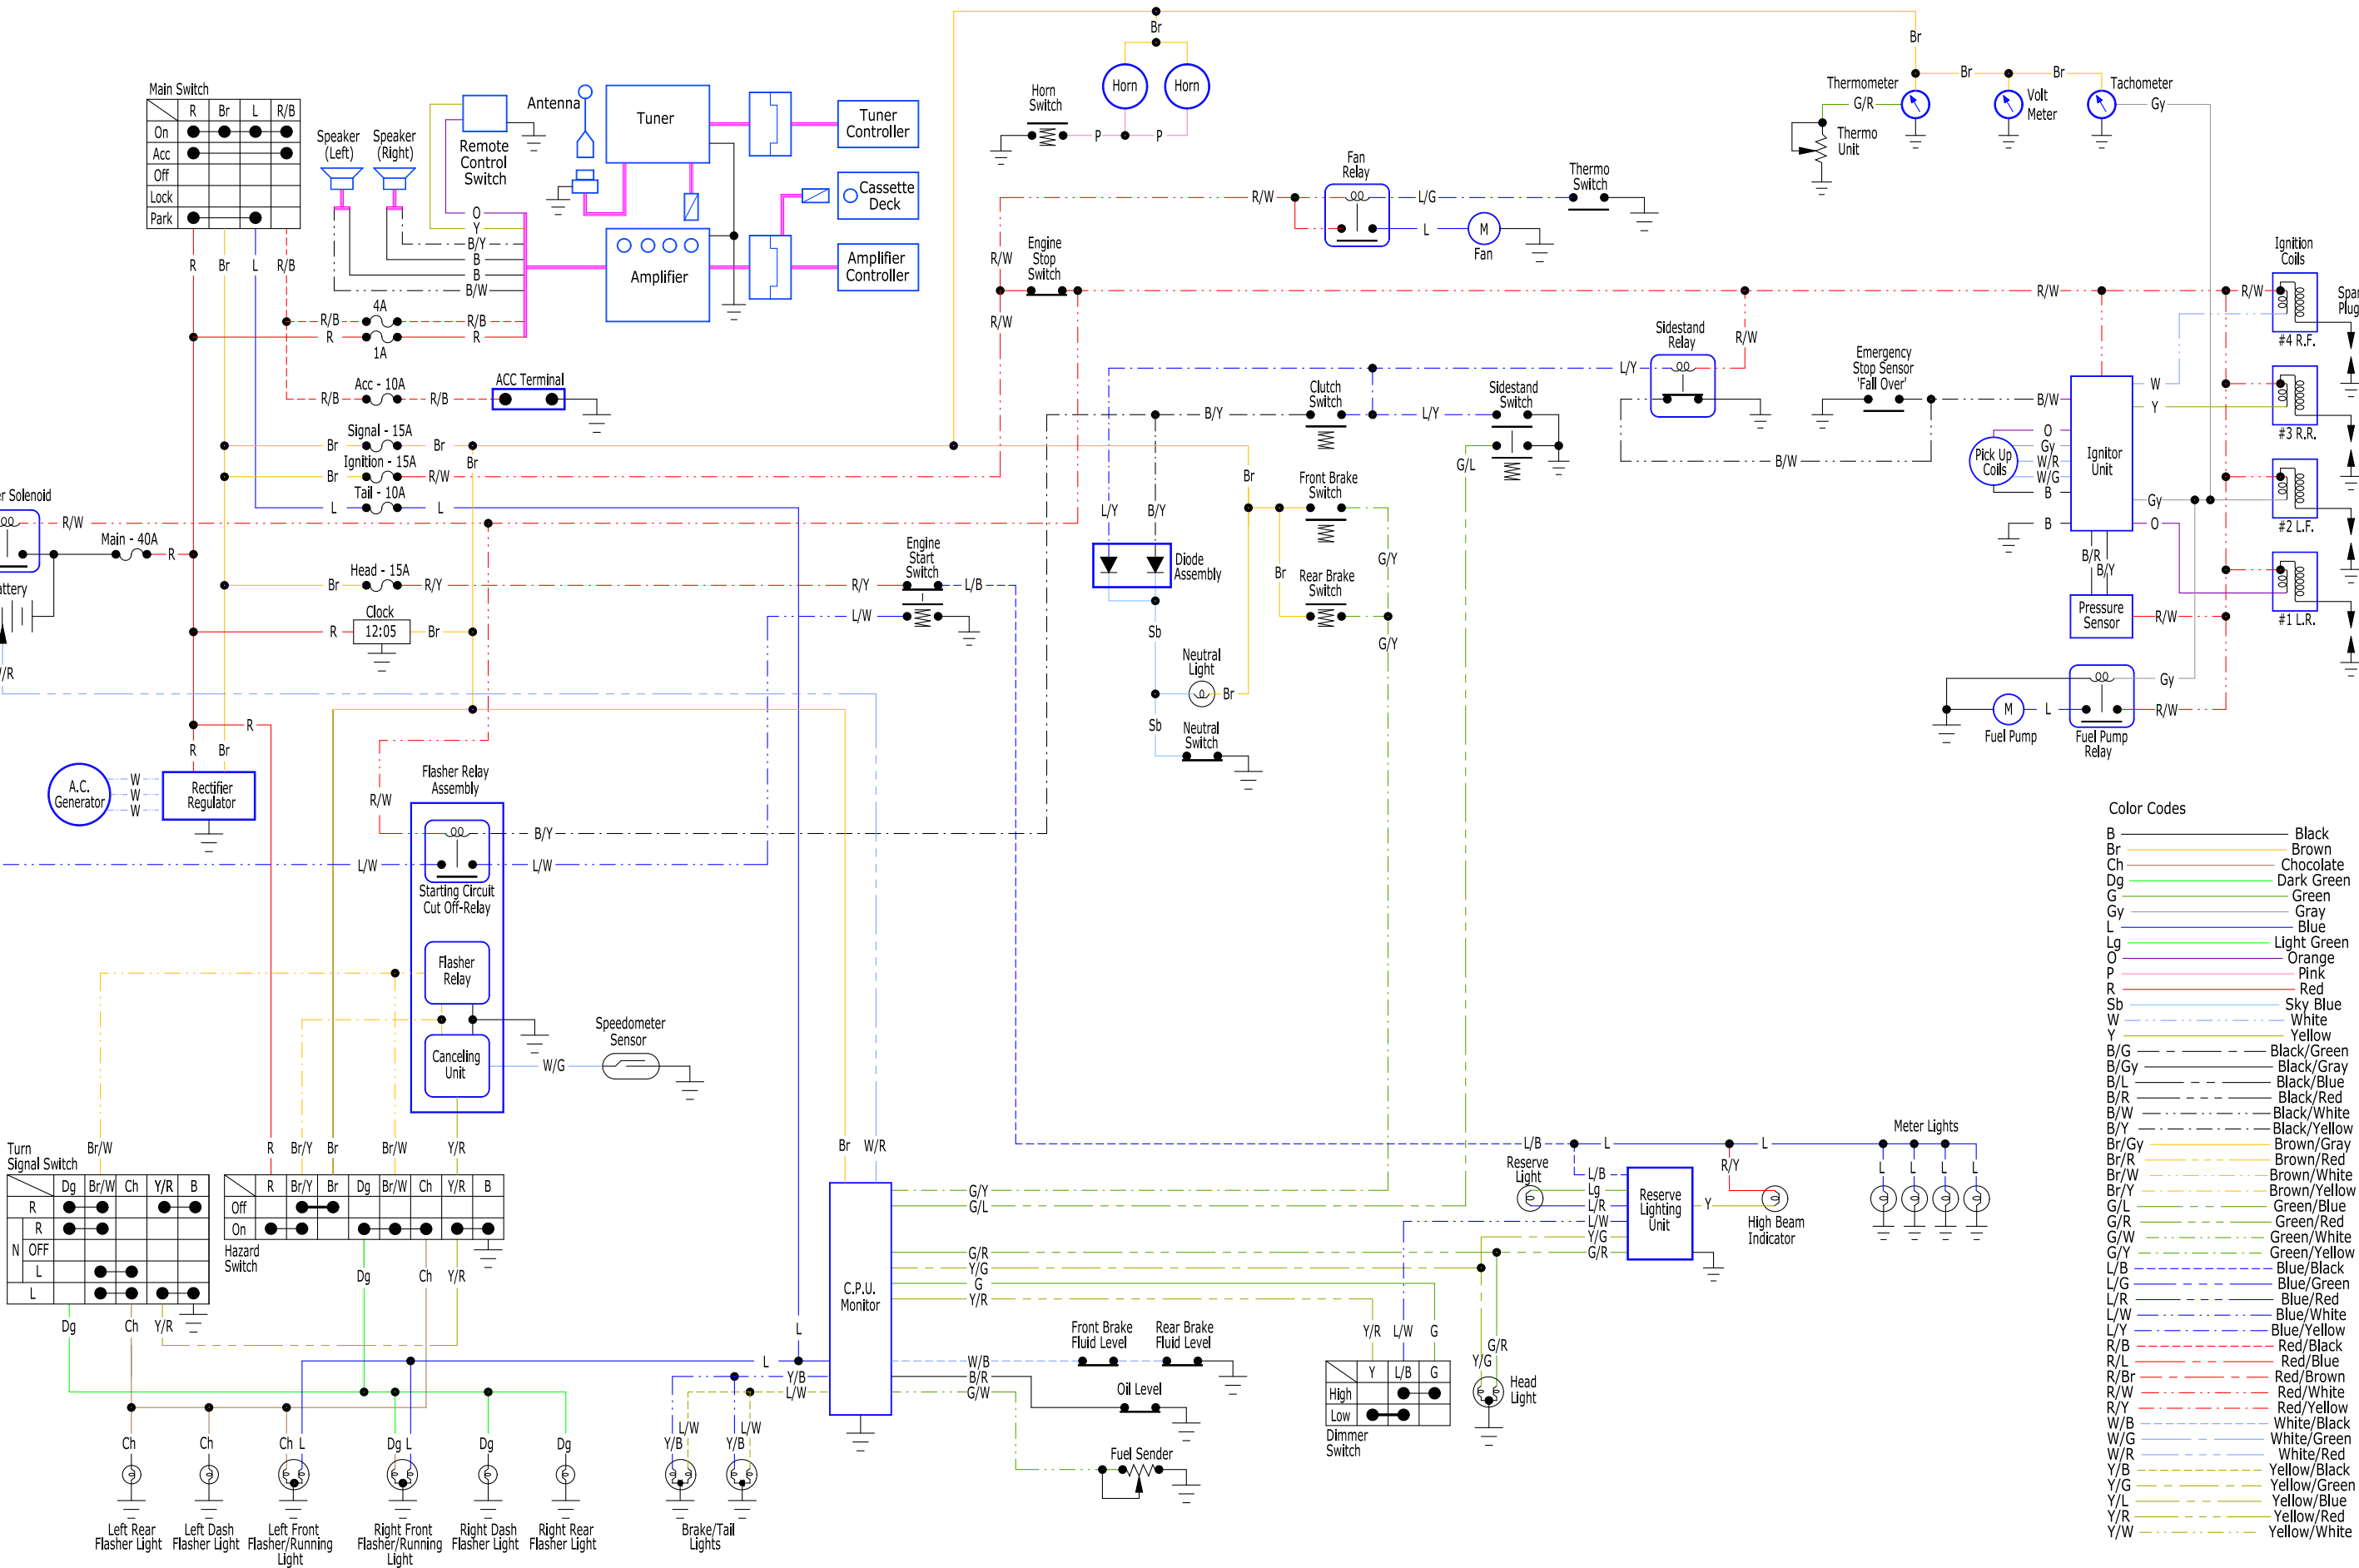 Main Switch
R Br L R/B
On
Acc
Off
Lock
Park
R Br L R/B
Speaker
(Left)
Speaker
(Right)
Remote
Control
Switch
O
Y
B/Y
B
B
B/W
Antenna
Tuner
Tuner
Controller
Cassette
Deck
Amplifier
Amplifier
Controller
4A
R/B R/B
R R
1A
Acc - 10A
R/B R/B
ACC Terminal
Signal - 15A
Br Br
Br
Ignition - 15A
Br R/W
Tail - 10A
L L
er Solenoid
R/W
Main - 40A
R
attery
/R
Head - 15A
Br R/Y
Clock
R 12:05 Br
R
R Br
A.C.
Generator
W
W
W
Rectifier
Regulator
Br
Br
Horn Horn
Horn
Switch
P P
Br Br
Thermometer
Volt
Meter
Tachometer
G/R
Gy
Thermo
Unit
Fan
Relay
R/W
L/G
Thermo
Switch
L
M
Fan
R/W
Engine
Stop
Switch
R/W
R/W
R/W
Ignition
Coils
Spar
Plug
#4 R.F.
#3 R.R.
#2 L.F.
#1 L.R.
Sidestand
Relay
R/W
L/Y
Emergency
Stop Sensor
'Fall Over'
B/W
B/W
W
Y
Pick Up
Coils
O
Gy
W/R
W/G
B
Ignitor
Unit
Gy
B
O
B/R
B/Y
Pressure
Sensor
R/W
Gy
M
L
R/W
Fuel Pump
Fuel Pump
Relay
B/Y
Clutch
Switch
L/Y
Sidestand
Switch
G/L
Br
Front Brake
Switch
L/Y B/Y
Diode
Assembly
G/Y
Br
Rear Brake
Switch
G/Y
Sb
Neutral
Light
Br
Sb
Neutral
Switch
Engine
Start
Switch
R/Y L/B
L/W
Flasher Relay
Assembly
R/W
B/Y
L/W L/W
Starting Circuit
Cut Off-Relay
Flasher
Relay
Canceling
Unit
W/G
Speedometer
Sensor
Turn
Signal Switch
Br/W
Dg Br/W Ch Y/R B
R
R
N OFF
L
L
Dg Ch Y/R
R Br/Y Br Br/W Y/R
R Br/Y Br Dg Br/W Ch Y/R B
Off
On
Hazard
Switch
Dg Ch Y/R
Ch Ch Ch L Dg L Dg Dg
Left Rear
Flasher Light
Left Dash
Flasher Light
Left Front
Flasher/Running
Light
Right Front
Flasher/Running
Light
Right Dash
Flasher Light
Right Rear
Flasher Light
Y/B L/W Y/B L/W
Brake/Tail
Lights
Br W/R
L
L
Y/B
L/W
C.P.U.
Monitor
G/Y
G/L
G/R
Y/G
G
Y/R
W/B
B/R
G/W
Front Brake
Fluid Level
Rear Brake
Fluid Level
Oil Level
Fuel Sender
Y/R L/W G
Y L/B G
High
Low
Dimmer
Switch
Y/G G/R
Head
Light
L/B L L
Reserve
Light
L/B
Lg
L/R
L/W
Y/G
G/R
Reserve
Lighting
Unit
R/Y
Y
High Beam
Indicator
Meter Lights
L L L L
Color Codes
B Black
Br Brown
Ch Chocolate
Dg Dark Green
G Green
Gy Gray
L Blue
Lg Light Green
O Orange
P Pink
R Red
Sb Sky Blue
W White
Y Yellow
B/G Black/Green
B/Gy Black/Gray
B/L Black/Blue
B/R Black/Red
B/W Black/White
B/Y Black/Yellow
Br/Gy Brown/Gray
Br/R Brown/Red
Br/W Brown/White
Br/Y Brown/Yellow
G/L Green/Blue
G/R Green/Red
G/W Green/White
G/Y Green/Yellow
L/B Blue/Black
L/G Blue/Green
L/R Blue/Red
L/W Blue/White
L/Y Blue/Yellow
R/B Red/Black
R/L Red/Blue
R/Br Red/Brown
R/W Red/White
R/Y Red/Yellow
W/B White/Black
W/G White/Green
W/R White/Red
Y/B Yellow/Black
Y/G Yellow/Green
Y/L Yellow/Blue
Y/R Yellow/Red
Y/W Yellow/White